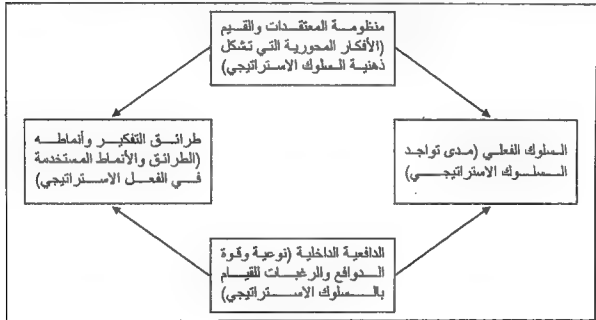 منظومة المعتقدات والقيم
(الأفكار المحورية التي تشكل
ذهنية السلوك الاستراتيجي)
السلوك الفعلي (مدى تواجد
السلوك الاستراتيجي)
طرائق التفكير وأنماطه
(الطرائق والأنماط المستخدمة
في الفعل الاستراتيجي)
الدافعية الداخلية (نوعية وقوة
الدوافع والرغبات للقيام
بالسلوك الاستراتيجي)